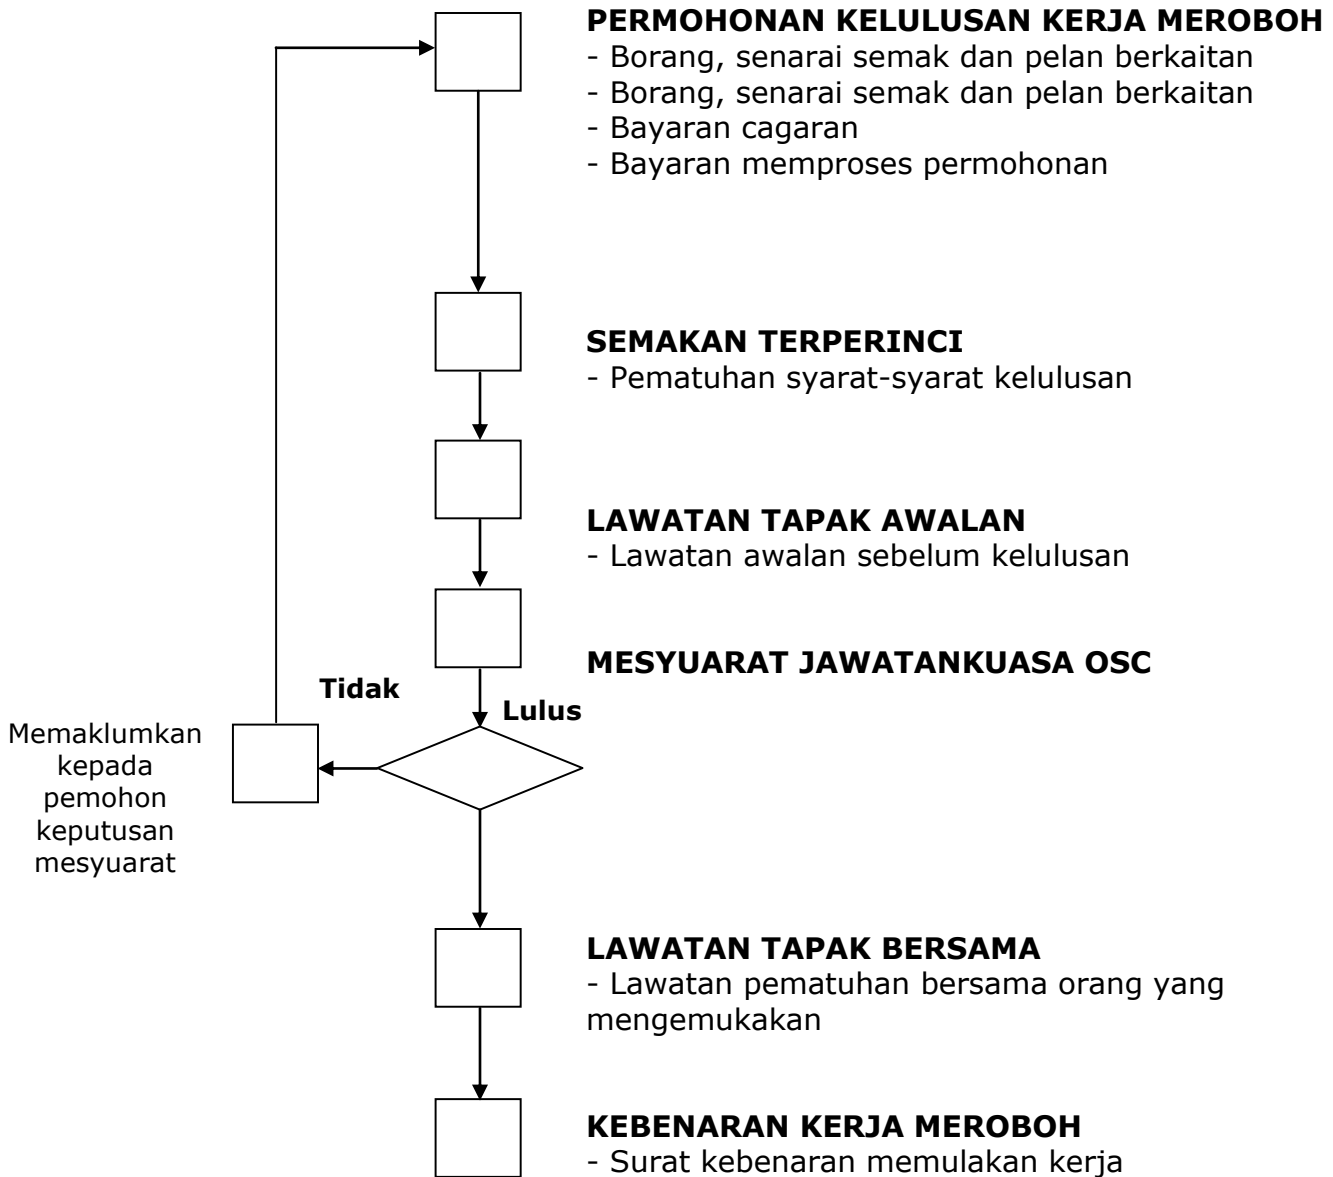 PERMOHONAN KELULUSAN KERJA MEROBOH
- Borang, senarai semak dan pelan berkaitan
- Borang, senarai semak dan pelan berkaitan
- Bayaran cagaran
- Bayaran memproses permohonan
SEMAKAN TERPERINCI
- Pematuhan syarat-syarat kelulusan
LAWATAN TAPAK AWALAN
- Lawatan awalan sebelum kelulusan
MESYUARAT JAWATANKUASA OSC
Tidak
Lulus
Memaklumkan
kepada
pemohon
keputusan
mesyuarat
LAWATAN TAPAK BERSAMA
- Lawatan pematuhan bersama orang yang
mengemukakan
KEBENARAN KERJA MEROBOH
- Surat kebenaran memulakan kerja